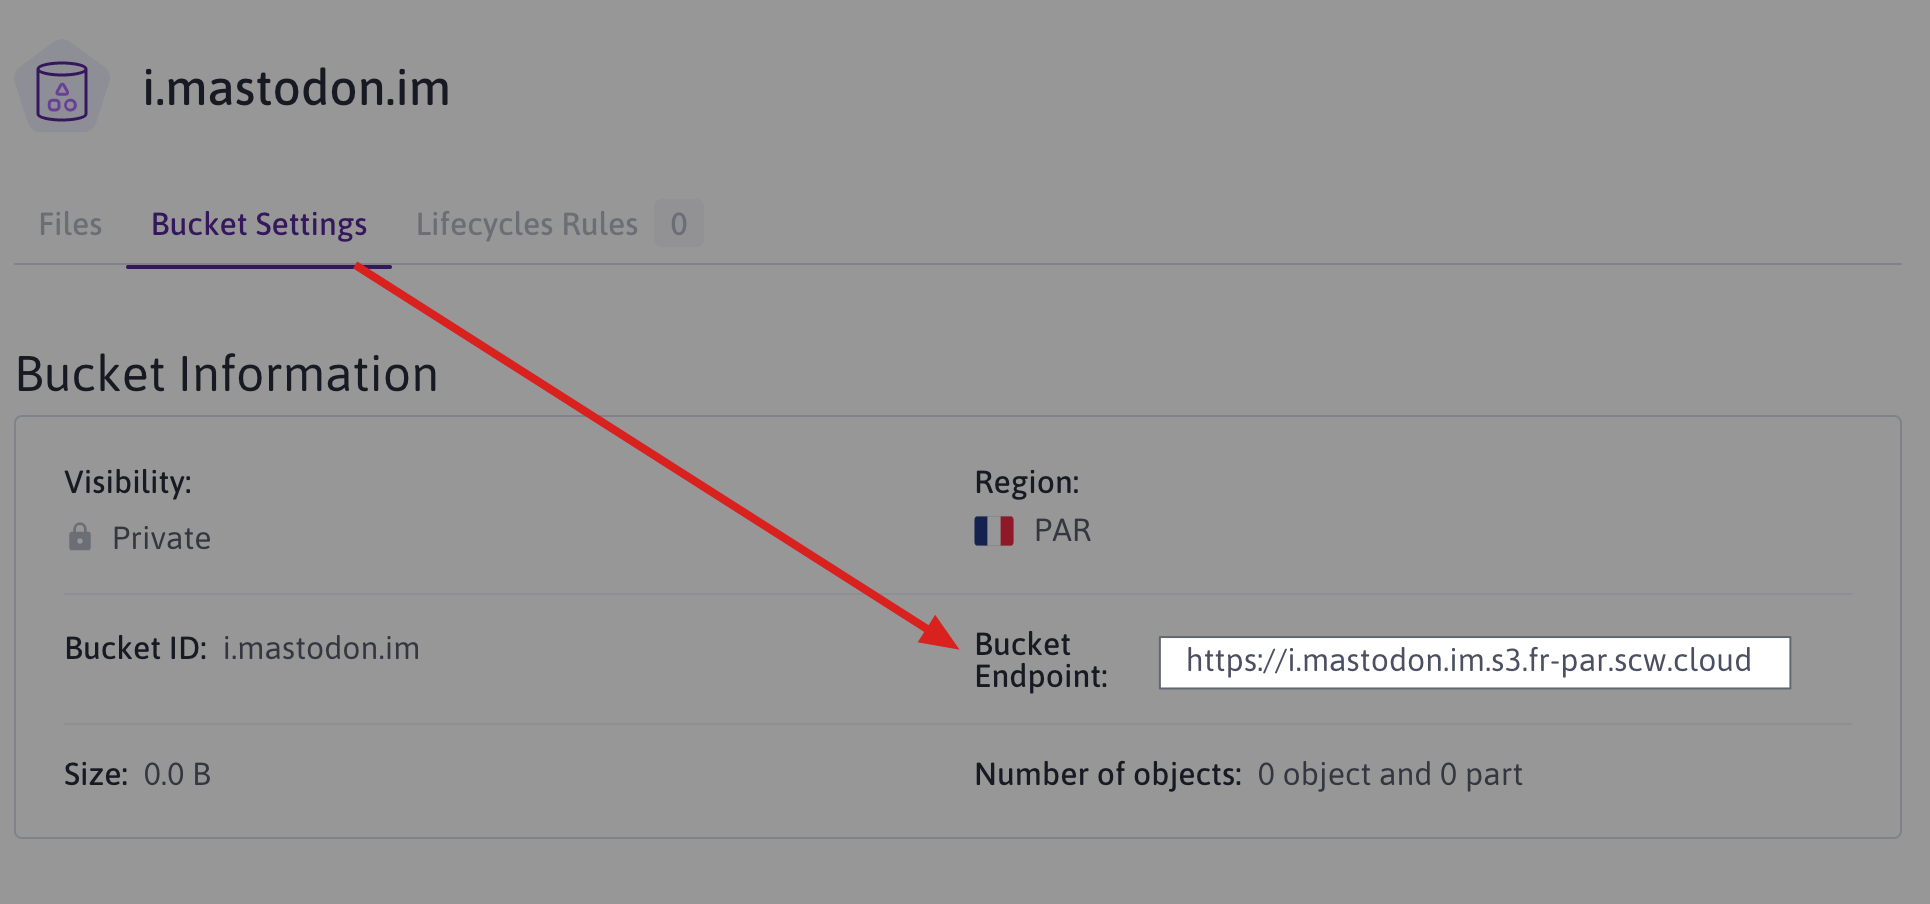 i.mastodon.im
Files Bucket Settings Lifecycles Rules 0
Bucket Information
Visibility:
Private
Region:
PAR
Bucket ID: i.mastodon.im
Bucket
Endpoint:
https://i.mastodon.im.s3.fr-par.scw.cloud
Size: 0.0 B
Number of objects: 0 object and 0 part